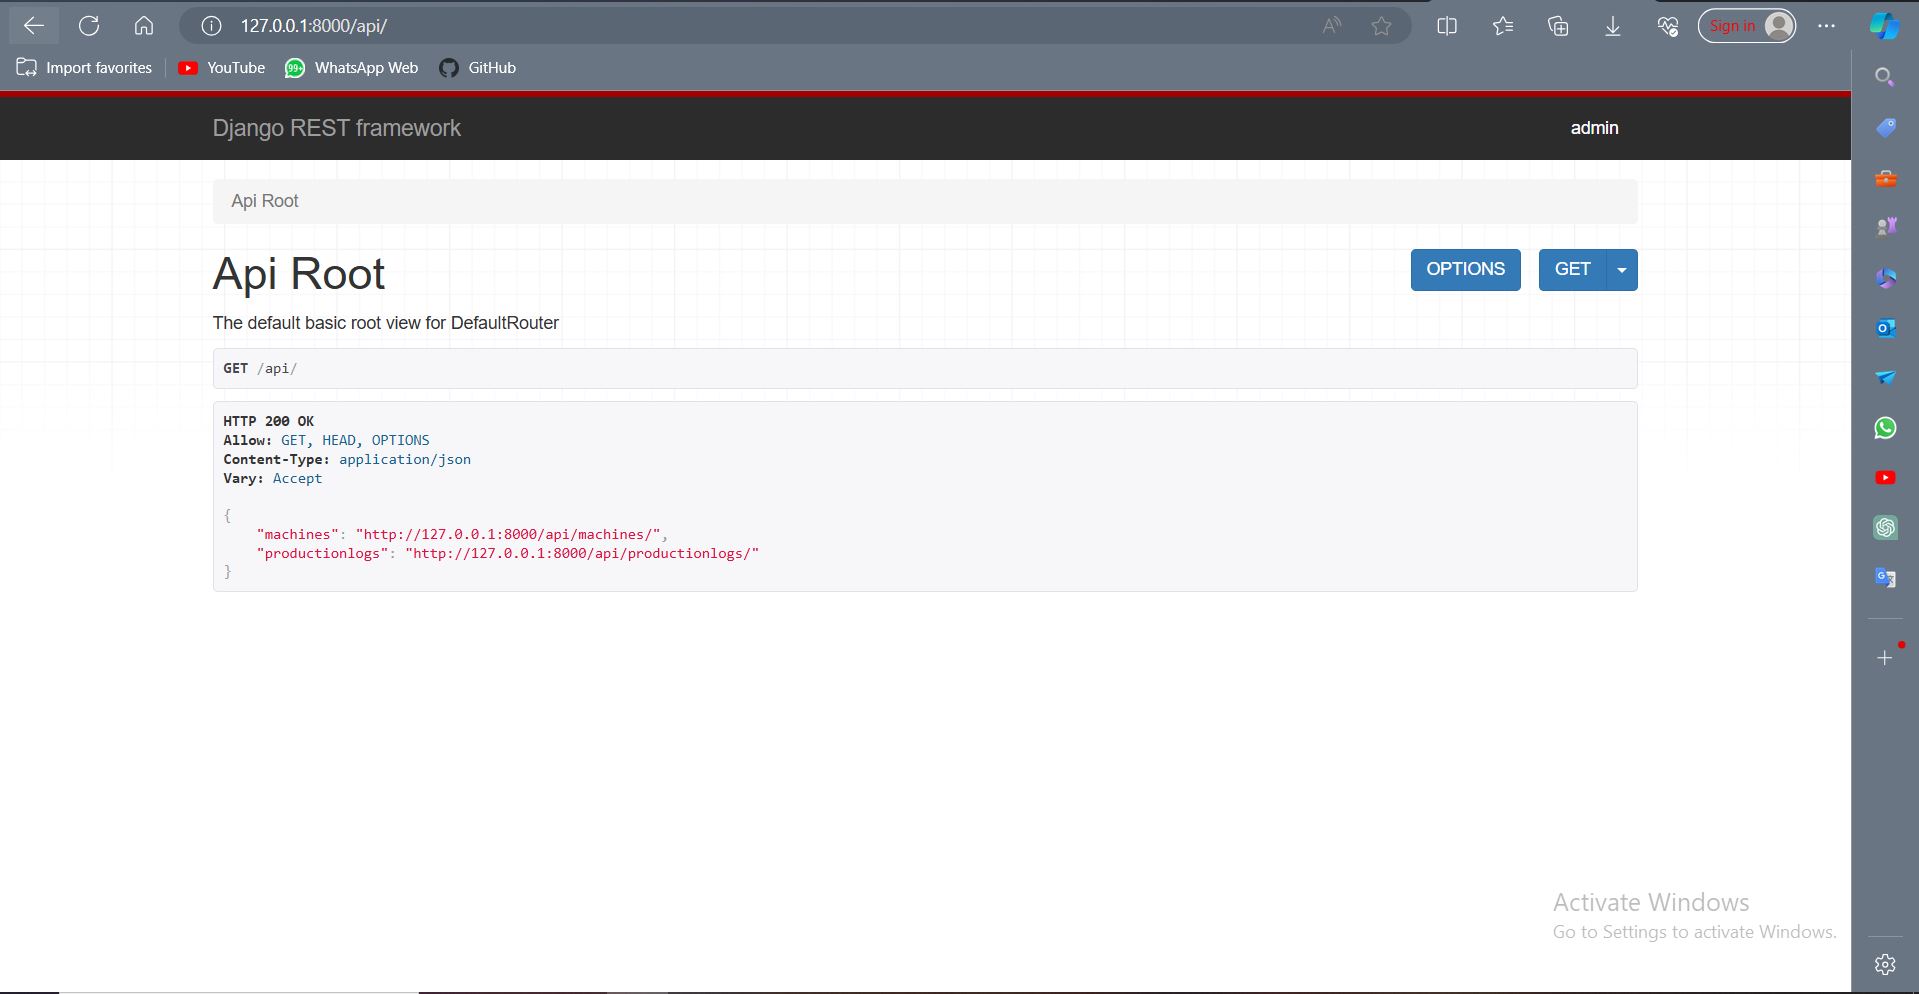 127.0.0.1:8000/api/
Sign in
Import favorites
YouTube
99+
WhatsApp Web
GitHub
Django REST framework
admin
Api Root
Api Root
OPTIONS
GET
The default basic root view for DefaultRouter
GET /api/
HTTP 200 OK
Allow: GET, HEAD, OPTIONS
Content-Type: application/json
Vary: Accept
{
"machines": "http://127.0.0.1:8000/api/machines/",
"productionlogs": "http://127.0.0.1:8000/api/productionlogs/"
}
Activate Windows
Go to Settings to activate Windows.